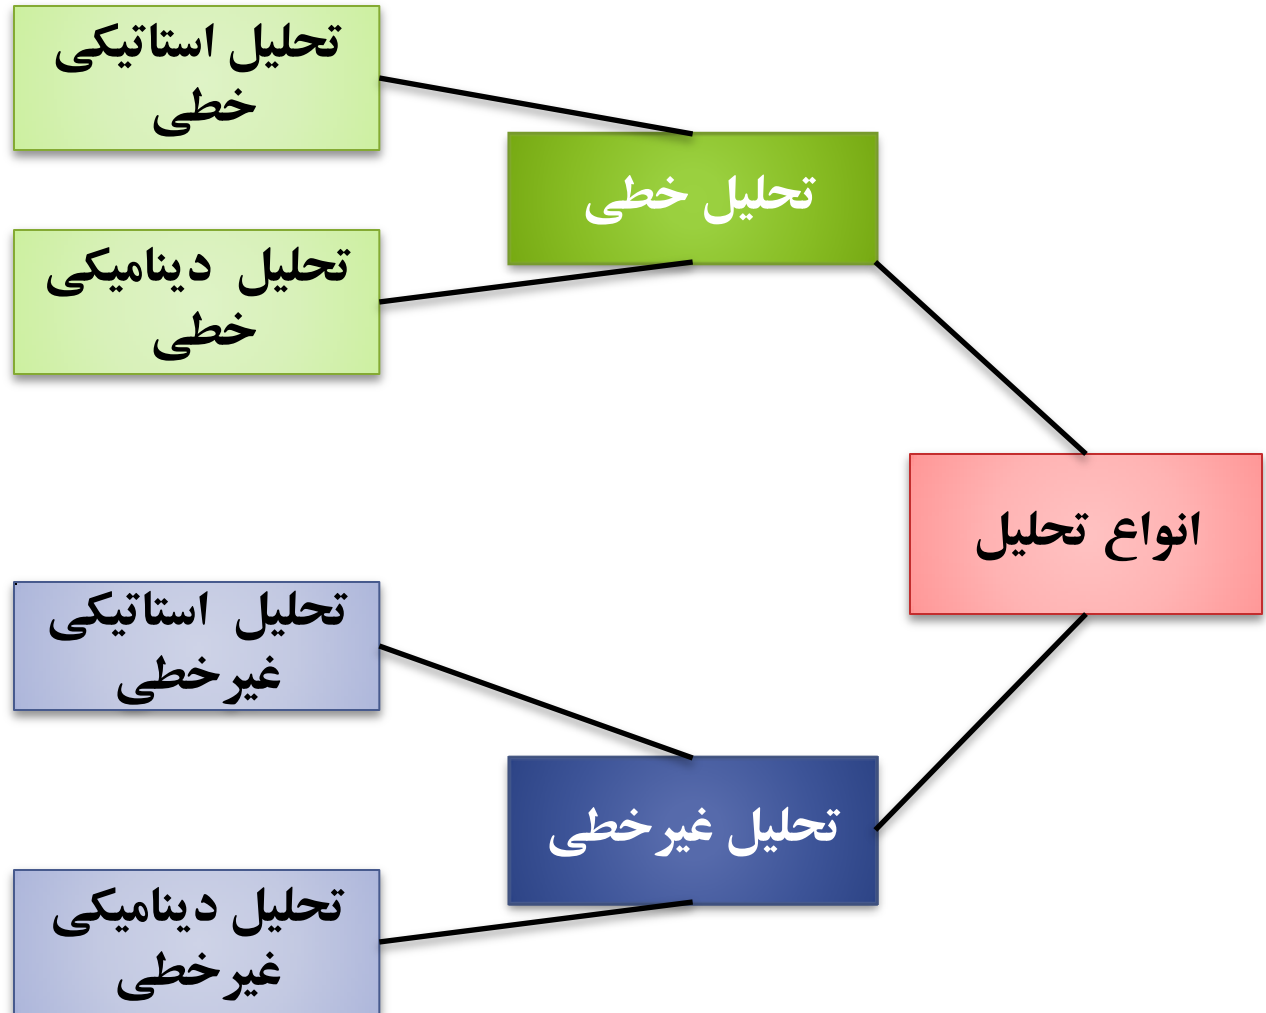 انواع تحلیل
تحلیل خطی
تحلیل استاتیکی
خطی
تحلیل دینامیکی
خطی
تحلیل غیرخطی
تحلیل استاتیکی
غیرخطی
تحلیل دینامیکی
غیرخطی